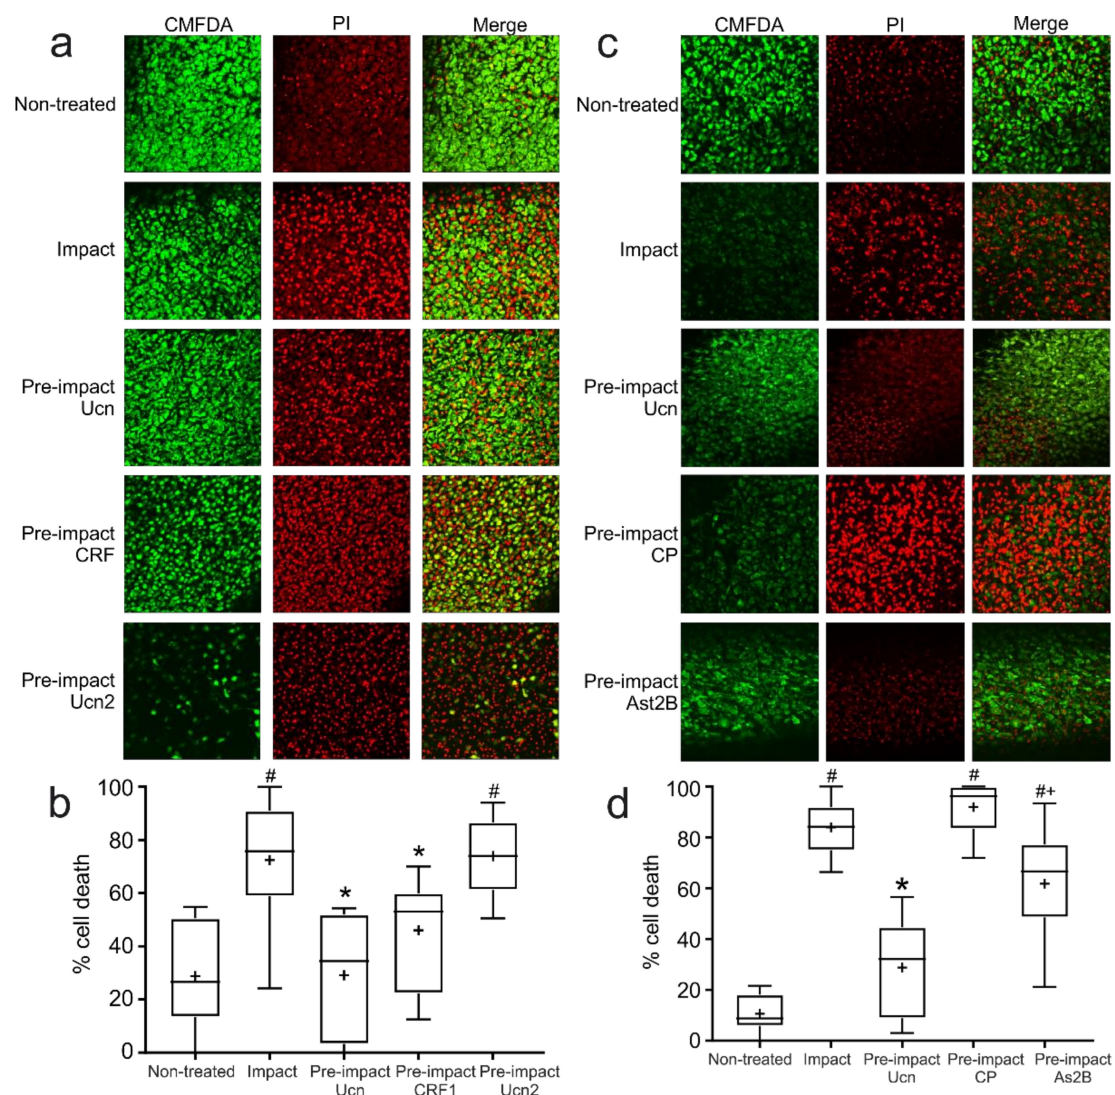 a
CMFDA PI Merge
Non-treated
Impact
Pre-impact
Ucn
Pre-impact
CRF
Pre-impact
Ucn2
c
CMFDA PI Merge
Non-treated
Impact
Pre-impact
Ucn
Pre-impact
CP
Pre-impact
Ast2B
b
% cell death
100
80
60
40
20
0
# * * #
+ + + + +
Non-treated Impact Pre-impact Pre-impact Pre-impact
Ucn CRF1 Ucn2
d
% cell death
100
80
60
40
20
0
# * # #+
+ + + + +
Non-treated Impact Pre-impact Pre-impact Pre-impact
Ucn CP As2B